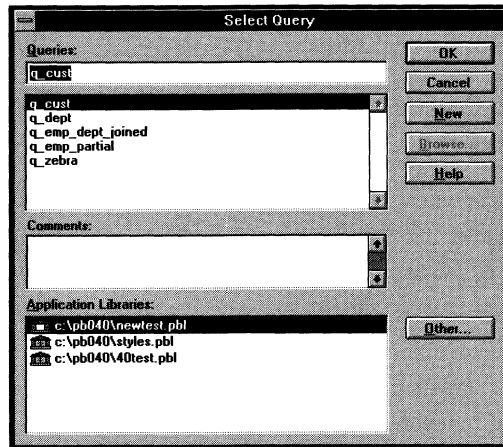 Select Query
Queries:
q_cust
q_cust
q_dept
q_emp_dept_joined
q_emp_partial
q_zebra
Comments:
Application Libraries:
c:\pb040\newtest.pbl
c:\pb040\styles.pbl
c:\pb040\40test.pbl
OK
Cancel
New
Browse...
Help
Other...